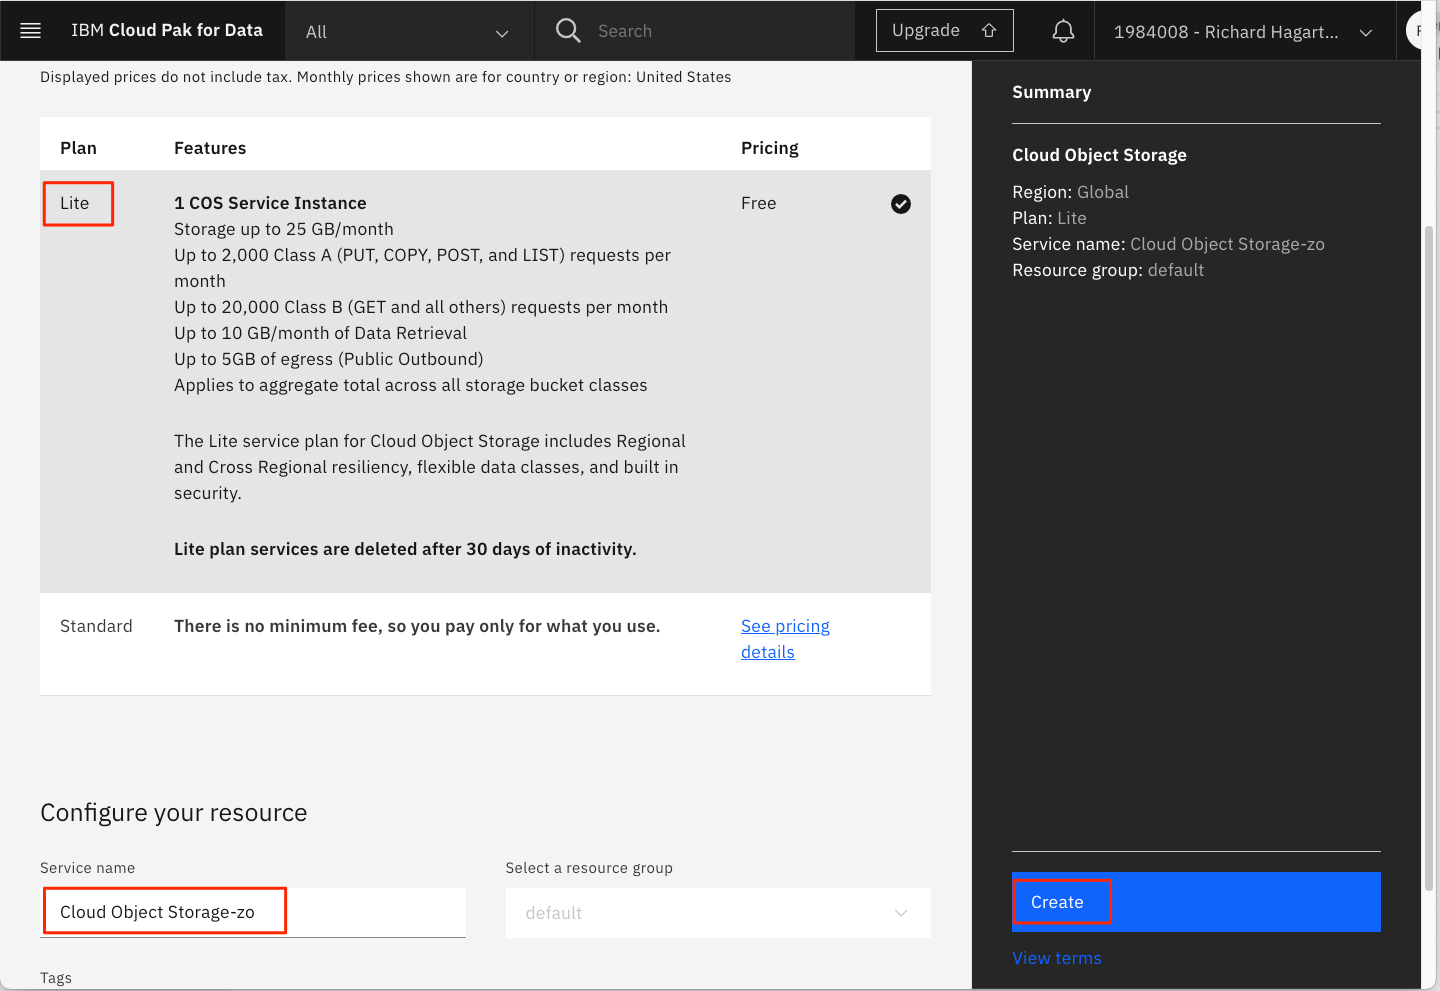 IBM Cloud Pak for Data
All
Search
Upgrade
1984008 - Richard Hagart...
Displayed prices do not include tax. Monthly prices shown are for country or region: United States
Plan
Features
Pricing
Lite
1 COS Service Instance
Free
Storage up to 25 GB/month
Up to 2,000 Class A (PUT, COPY, POST, and LIST) requests per
month
Up to 20,000 Class B (GET and all others) requests per month
Up to 10 GB/month of Data Retrieval
Up to 5GB of egress (Public Outbound)
Applies to aggregate total across all storage bucket classes
The Lite service plan for Cloud Object Storage includes Regional
and Cross Regional resiliency, flexible data classes, and built in
security.
Lite plan services are deleted after 30 days of inactivity.
Standard
There is no minimum fee, so you pay only for what you use.
See pricing
details
Configure your resource
Service name
Cloud Object Storage-zo
Select a resource group
default
Tags
Summary
Cloud Object Storage
Region: Global
Plan: Lite
Service name: Cloud Object Storage-zo
Resource group: default
Create
View terms